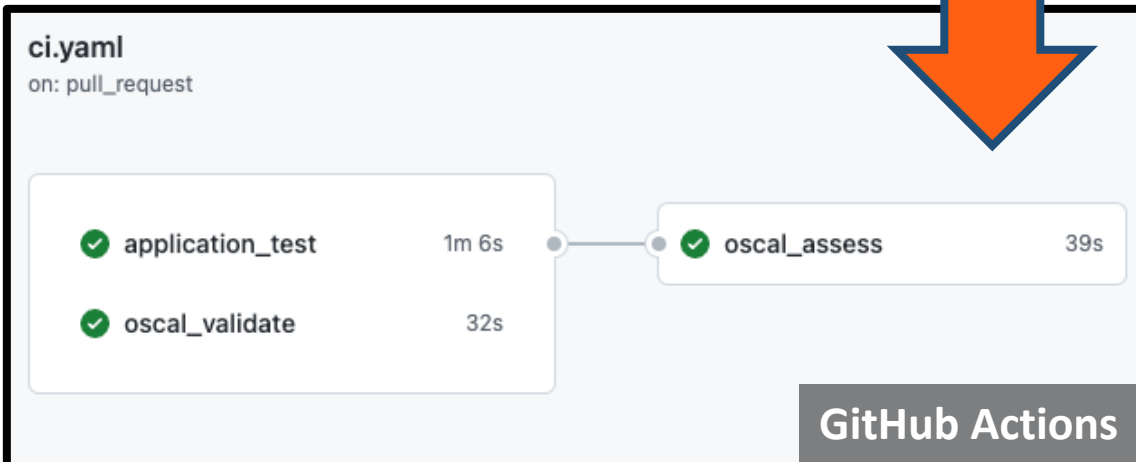 ci.yaml
on: pull_request
application_test 1m 6s
oscal_validate 32s
oscal_assess 39s
GitHub Actions